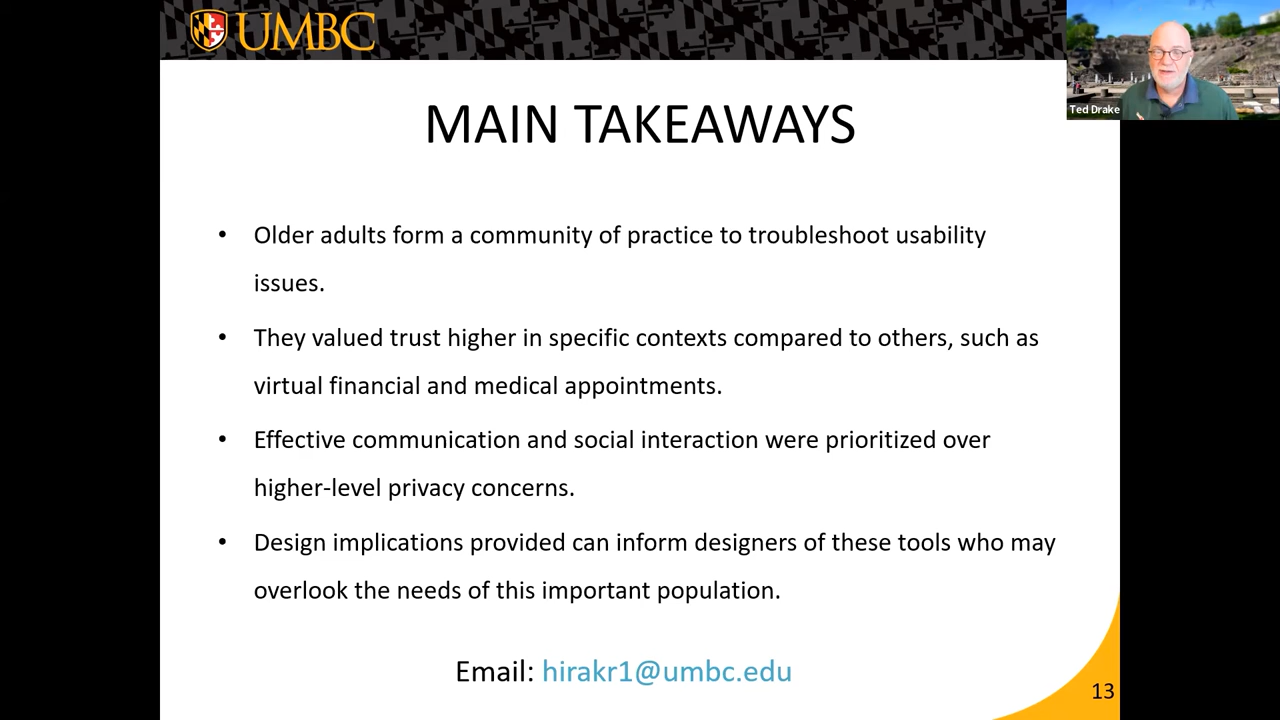 UMBC
Ted Drake
MAIN TAKEAWAYS
• Older adults form a community of practice to troubleshoot usability
issues.
• They valued trust higher in specific contexts compared to others, such as
virtual financial and medical appointments.
• Effective communication and social interaction were prioritized over
higher-level privacy concerns.
• Design implications provided can inform designers of these tools who may
overlook the needs of this important population.
Email: hirakr1@umbc.edu
13